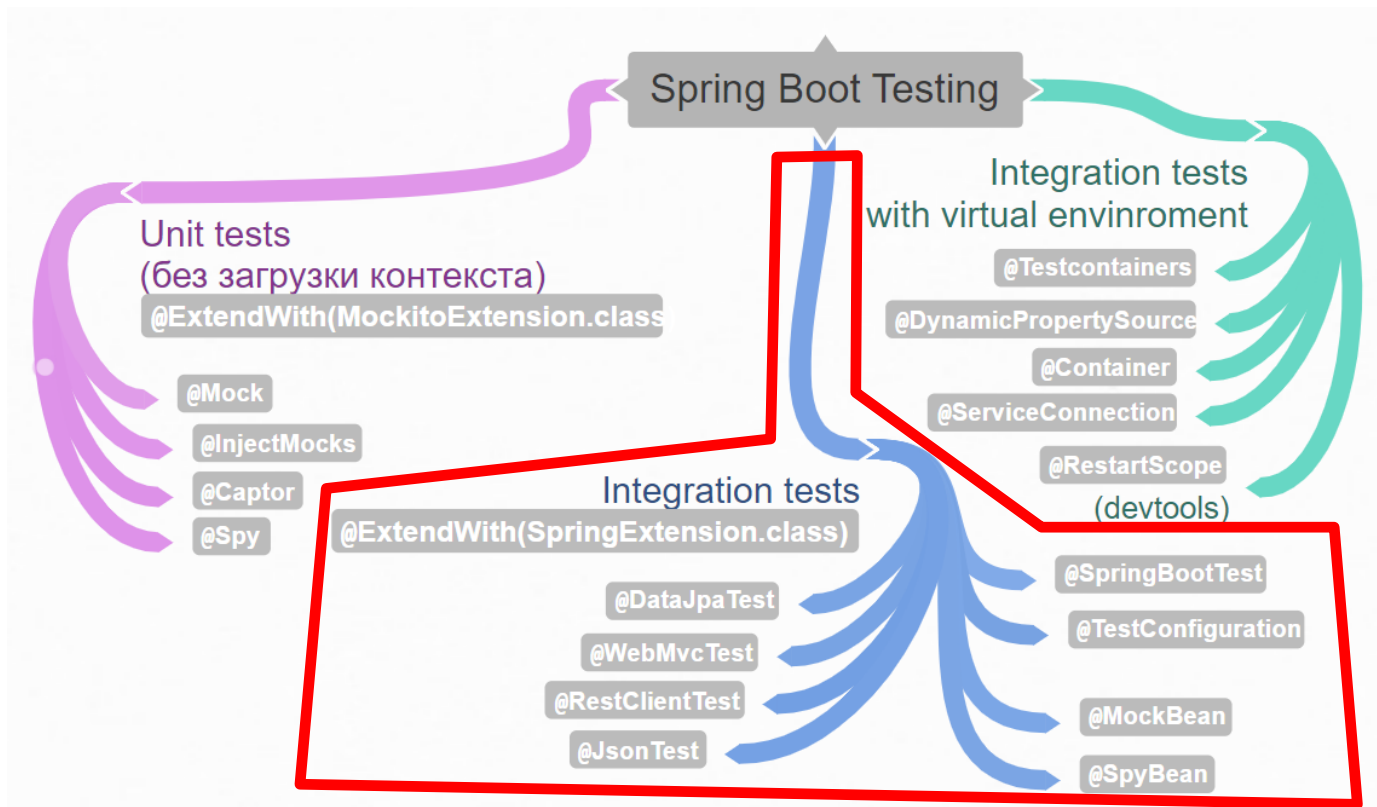 Spring Boot Testing
Unit tests
(без загрузки контекста)
@ExtendWith(MockitoExtension.class
@Mock
@InjectMocks
@Captor
@Spy
Integration tests
@ExtendWith(SpringExtension.class)
@DataJpaTest
@WebMvcTest
@RestClientTest
@JsonTest
@SpringBootTest
@TestConfiguration
@MockBean
@SpyBean
Integration tests
with virtual envinroment
@Testcontainers
@DynamicPropertySource
@Container
@ServiceConnection
@RestartScope
(devtools)